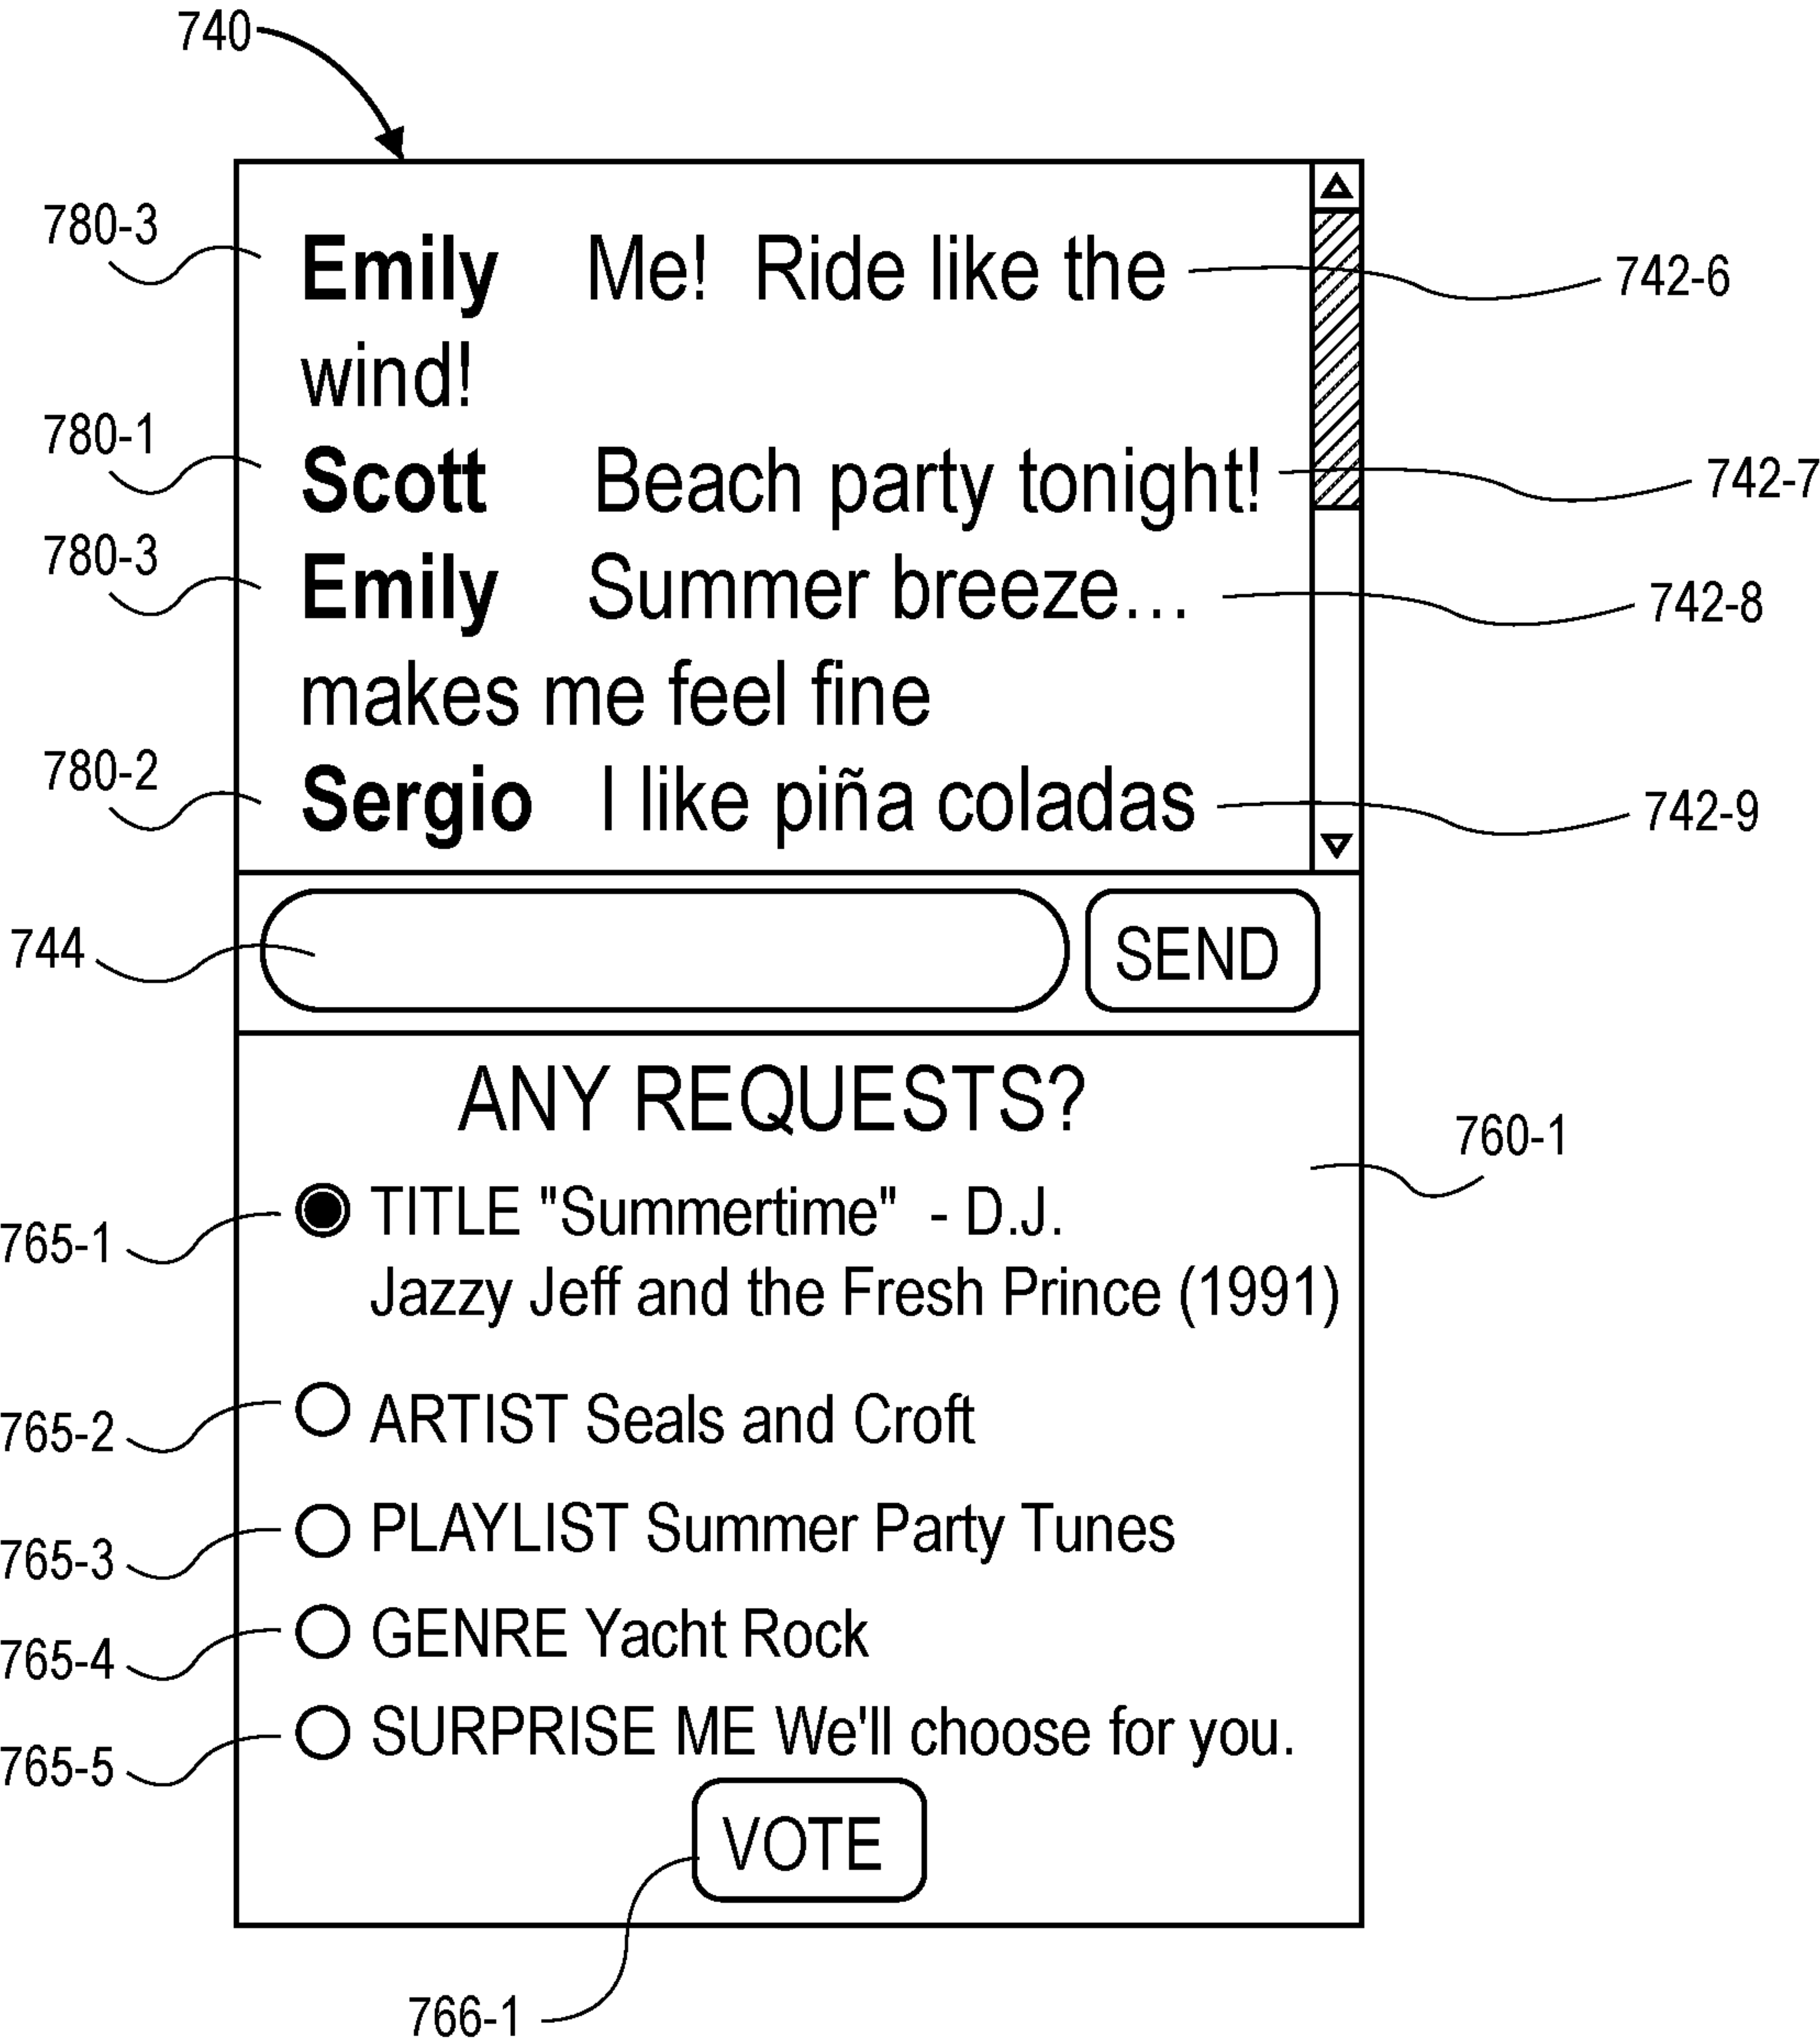 740
780-3
Emily Me! Ride like the
742-6
wind!
780-1
Scott Beach party tonight!
742-7
780-3
Emily Summer breeze...
742-8
makes me feel fine
780-2
Sergio I like piña coladas
742-9
744
SEND
ANY REQUESTS?
760-1
765-1
TITLE "Summertime" - D.J.
Jazzy Jeff and the Fresh Prince (1991)
765-2
ARTIST Seals and Croft
765-3
PLAYLIST Summer Party Tunes
765-4
GENRE Yacht Rock
765-5
SURPRISE ME We'll choose for you.
VOTE
766-1